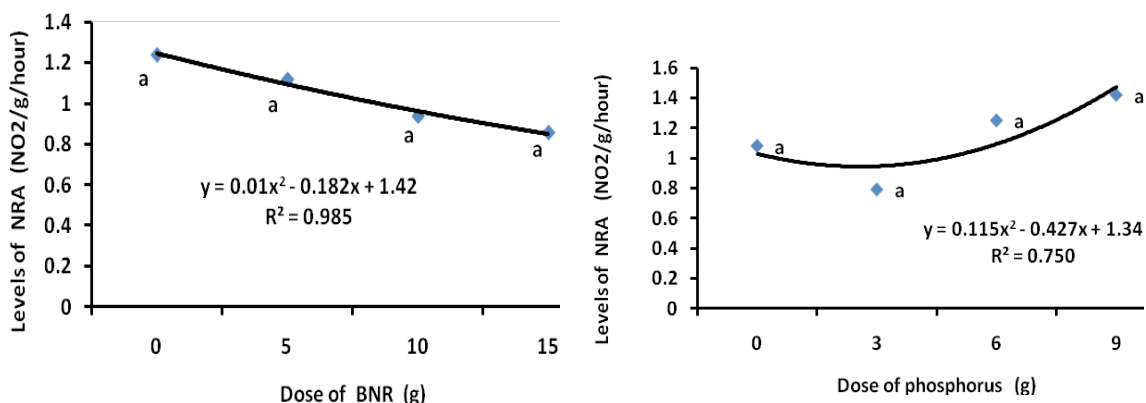 Levels of NRA (NO2/g/hour)
1.4
1.2
1
0.8
0.6
0.4
0.2
0
a
a
a
a
y = 0.01x² - 0.182x + 1.42
R² = 0.985
0 5 10 15
Dose of BNR (g)
Levels of NRA (NO2/g/hour)
1.6
1.4
1.2
1
0.8
0.6
0.4
0.2
0
a
a
a
a
y = 0.115x² - 0.427x + 1.34
R² = 0.750
0 3 6 9
Dose of phosphorus (g)